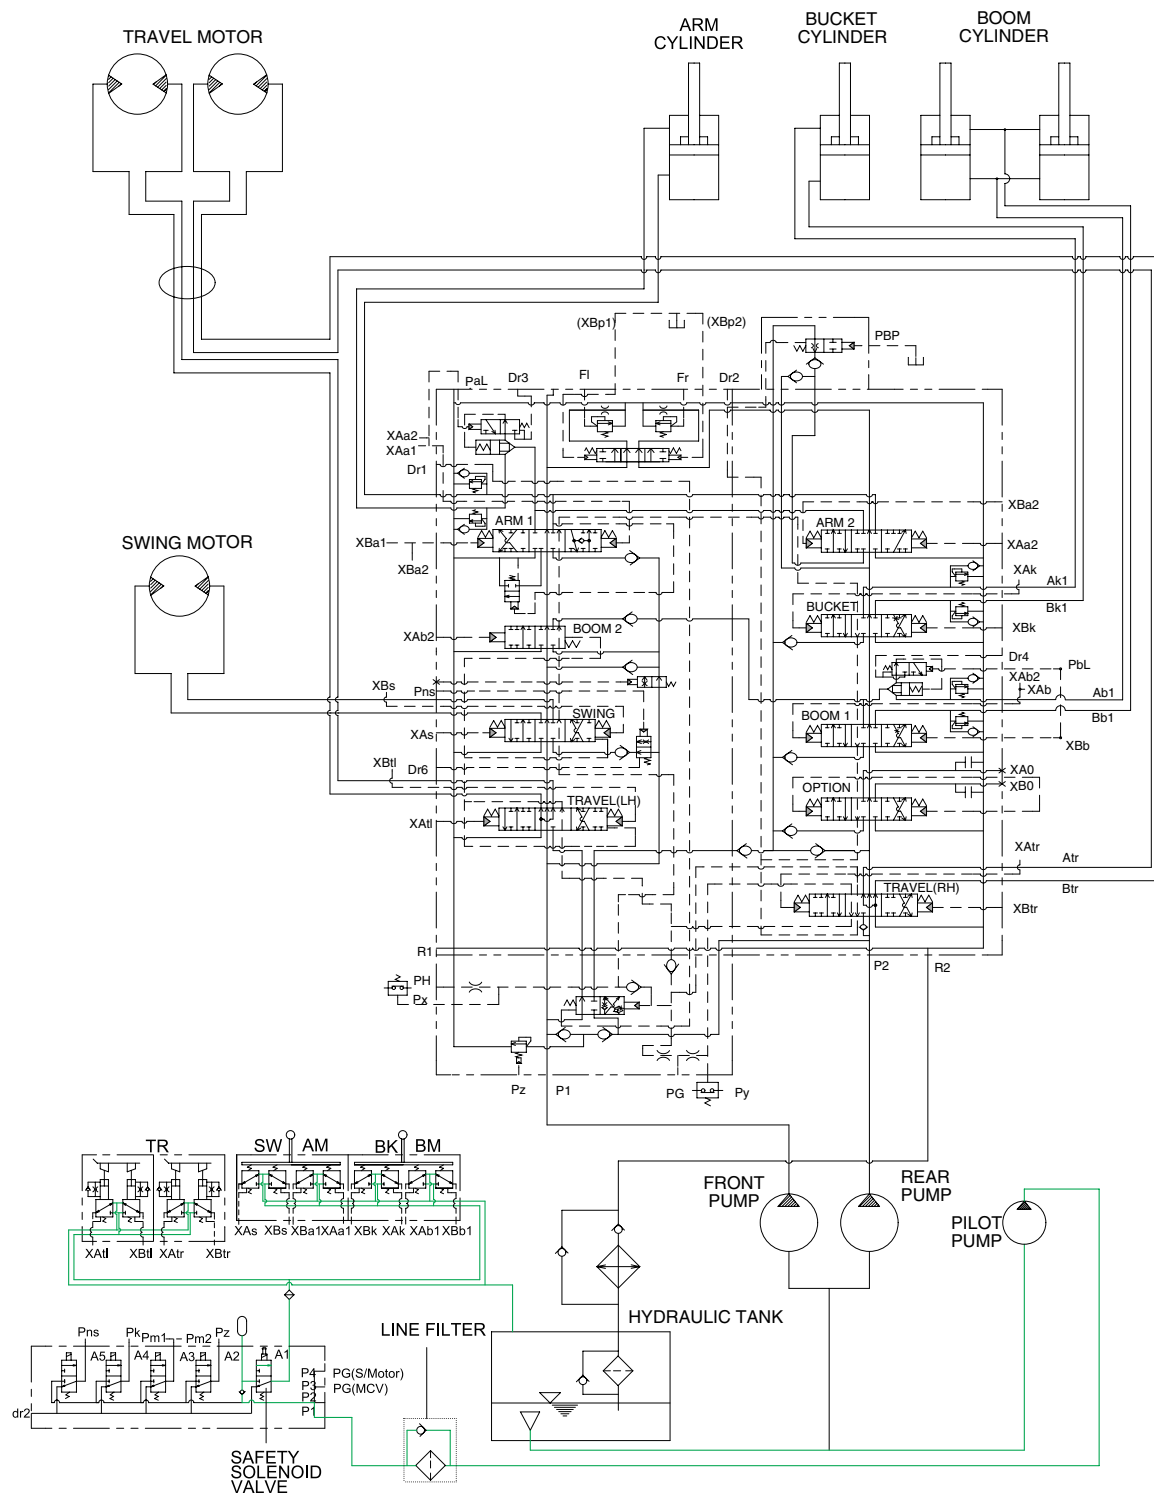 ARM
CYLINDER
BUCKET
CYLINDER
BOOM
CYLINDER
TRAVEL MOTOR
(XBp1)
(XBp2)
PBP
PaL
Dr3
Fl
Fr
Dr2
XAa2
XAa1
Dr1
XBa2
ARM 1
ARM 2
SWING MOTOR
XBa1
XAa2
XBa2
XAk
Ak1
BUCKET
Bk1
XAb2
BOOM 2
XBk
Dr4
PbL
XBs
Pns
XAb2
XAb
Ab1
SWING
BOOM 1
Bb1
XAs
XBb
XBtl
Dr6
XA0
OPTION
XB0
TRAVEL(LH)
XAtl
XAtr
Atr
TRAVEL(RH)
Btr
XBtr
R1
P2
R2
PH
Px
Pz
P1
PG
Py
TR
SW
AM
BK
BM
FRONT
PUMP
REAR
PUMP
PILOT
PUMP
XAs
XBs
XBa1
XAa1
XBk
XAk
XAb1
XBb1
XAtl
XBtl
XAtr
XBtr
HYDRAULIC TANK
LINE FILTER
Pns
Pk
Pm1
Pm2
Pz
A5
A4
A3
A2
A1
P4
PG(S/Motor)
P3
PG(MCV)
P2
P1
dr2
SAFETY
SOLENOID
VALVE